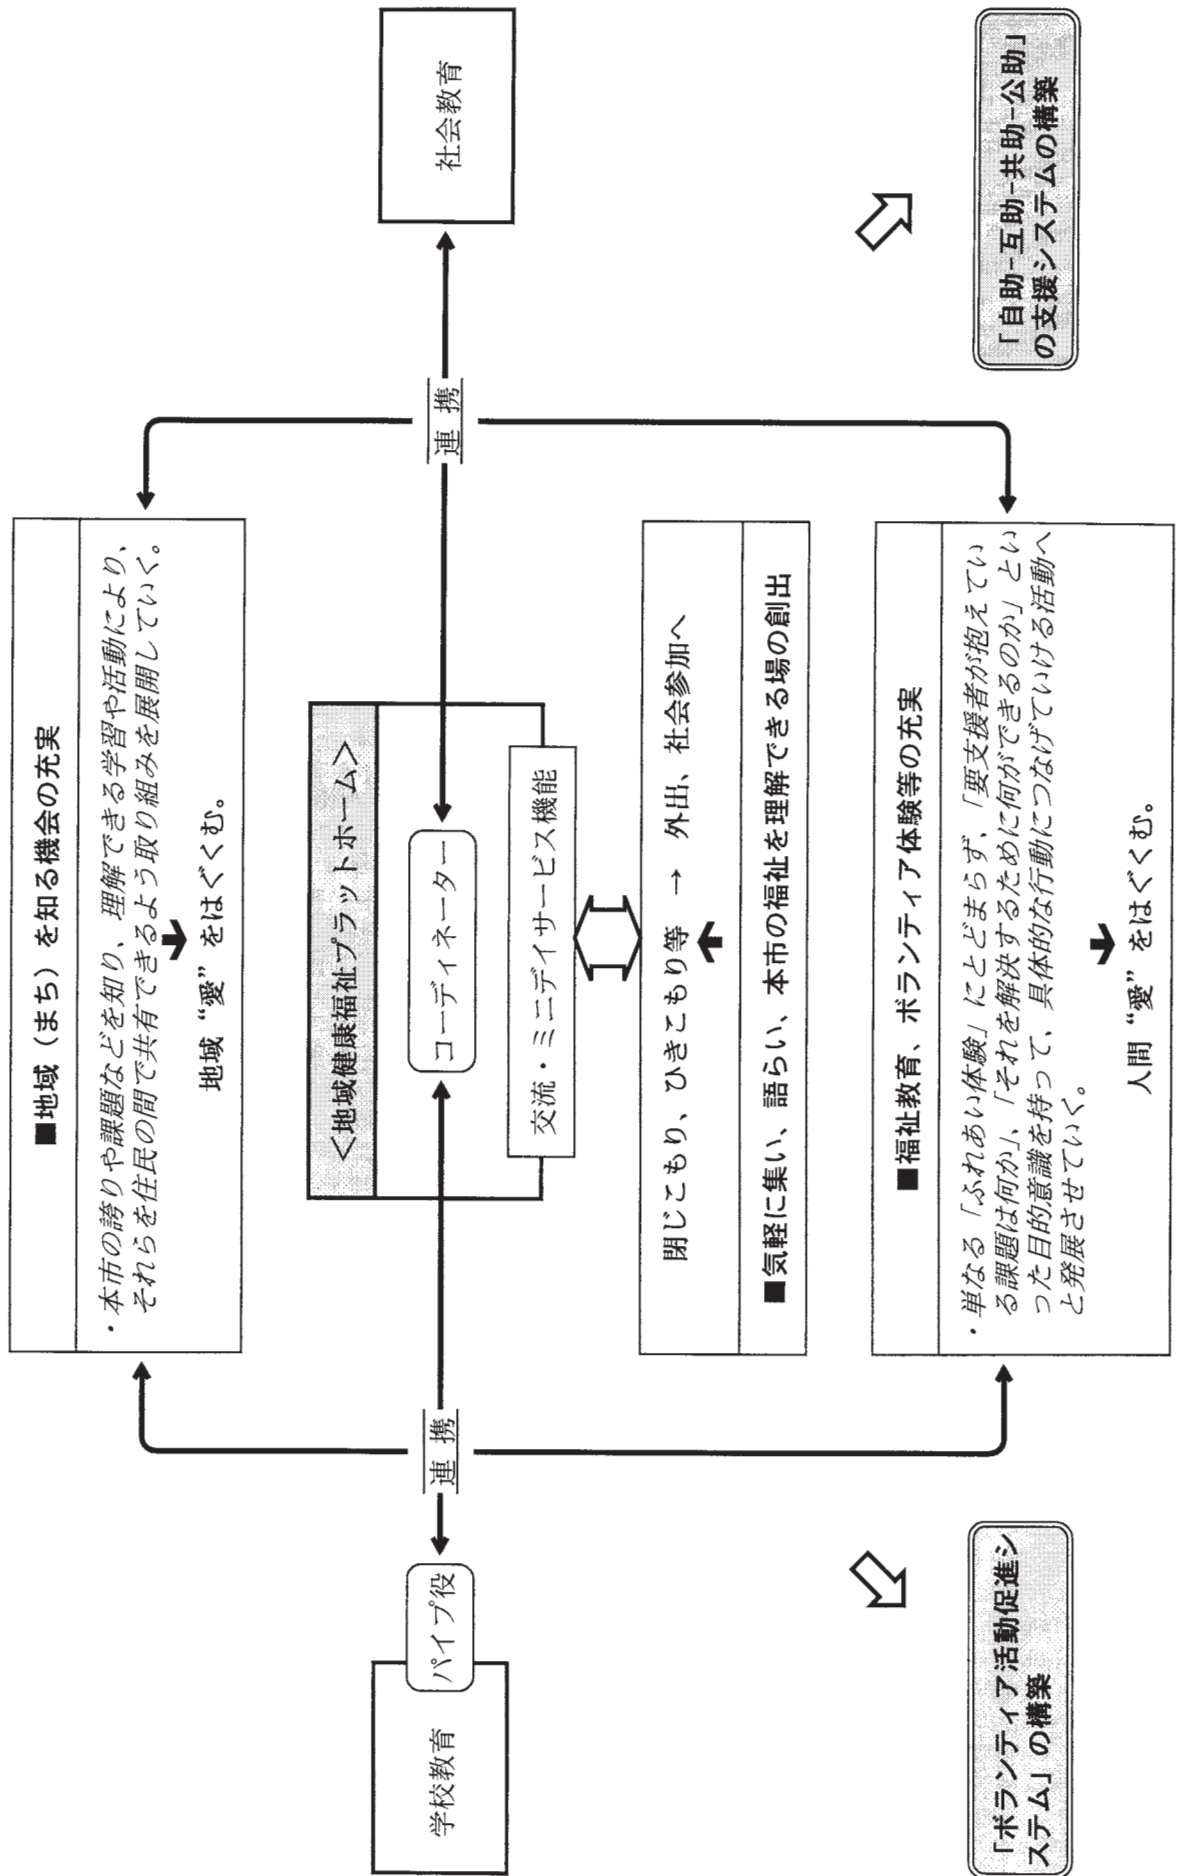 ■地域（まち）を知る機会の充実
・本市の誇りや課題などを知り、理解できる学習や活動により、
それらを住民の間で共有できるよう取り組みを展開していく。
地域“愛”をはぐくむ。
学校教育
パイプ役
連携
＜地域健康福祉プラットホーム＞
コーディネーター
交流・ミニデイサービス機能
連携
社会教育
閉じこもり、ひきこもり等 → 外出、社会参加へ
■気軽に集い、語らい、本市の福祉を理解できる場の創出
■福祉教育、ボランティア体験等の充実
・単なる「ふれあい体験」にとどまらず、「要支援者が抱えてい
る課題は何か」、「それを解決するために何ができるのか」とい
った目的意識を持って、具体的な行動につなげていける活動へ
と発展させていく。
人間“愛”をはぐくむ。
「ボランティア活動促進シ
ステム」の構築
「自助-互助-共助-公助」
の支援システムの構築